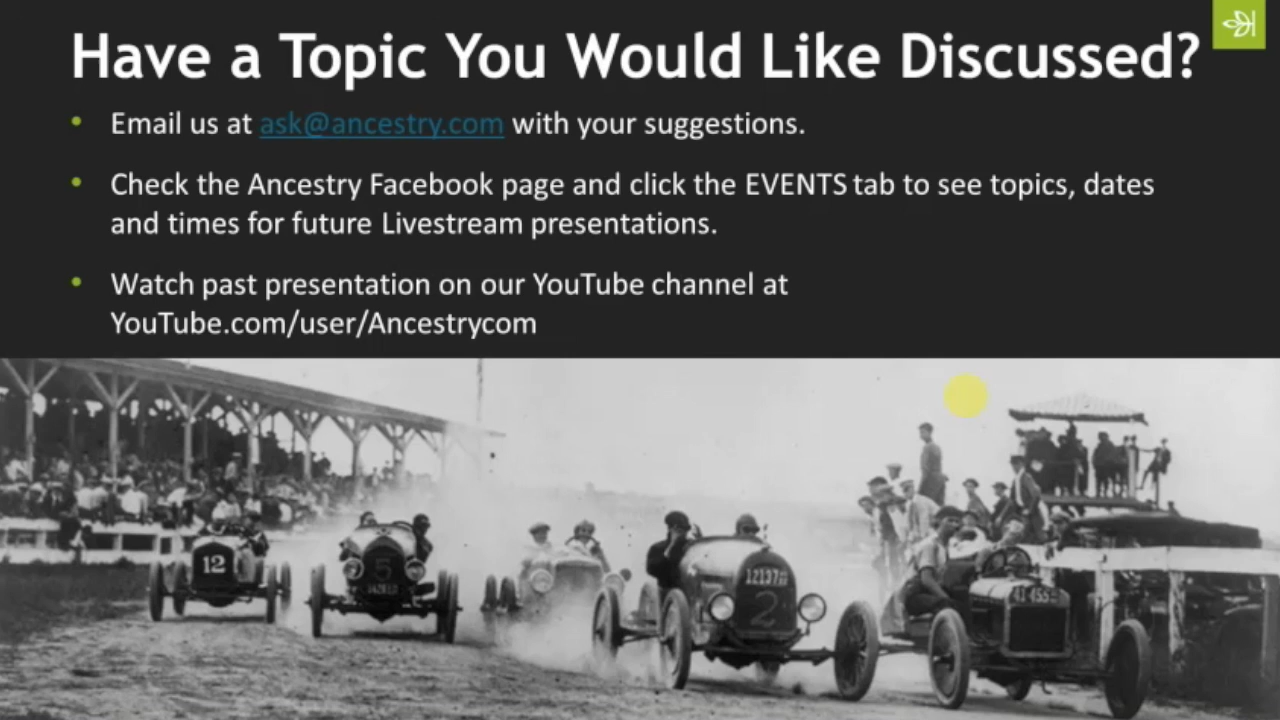 Have a Topic You Would Like Discussed?
• Email us at ask@ancestry.com with your suggestions.
• Check the Ancestry Facebook page and click the EVENTS tab to see topics, dates
and times for future Livestream presentations.
• Watch past presentation on our YouTube channel at
YouTube.com/user/Ancestrycom
12
5
12137
2